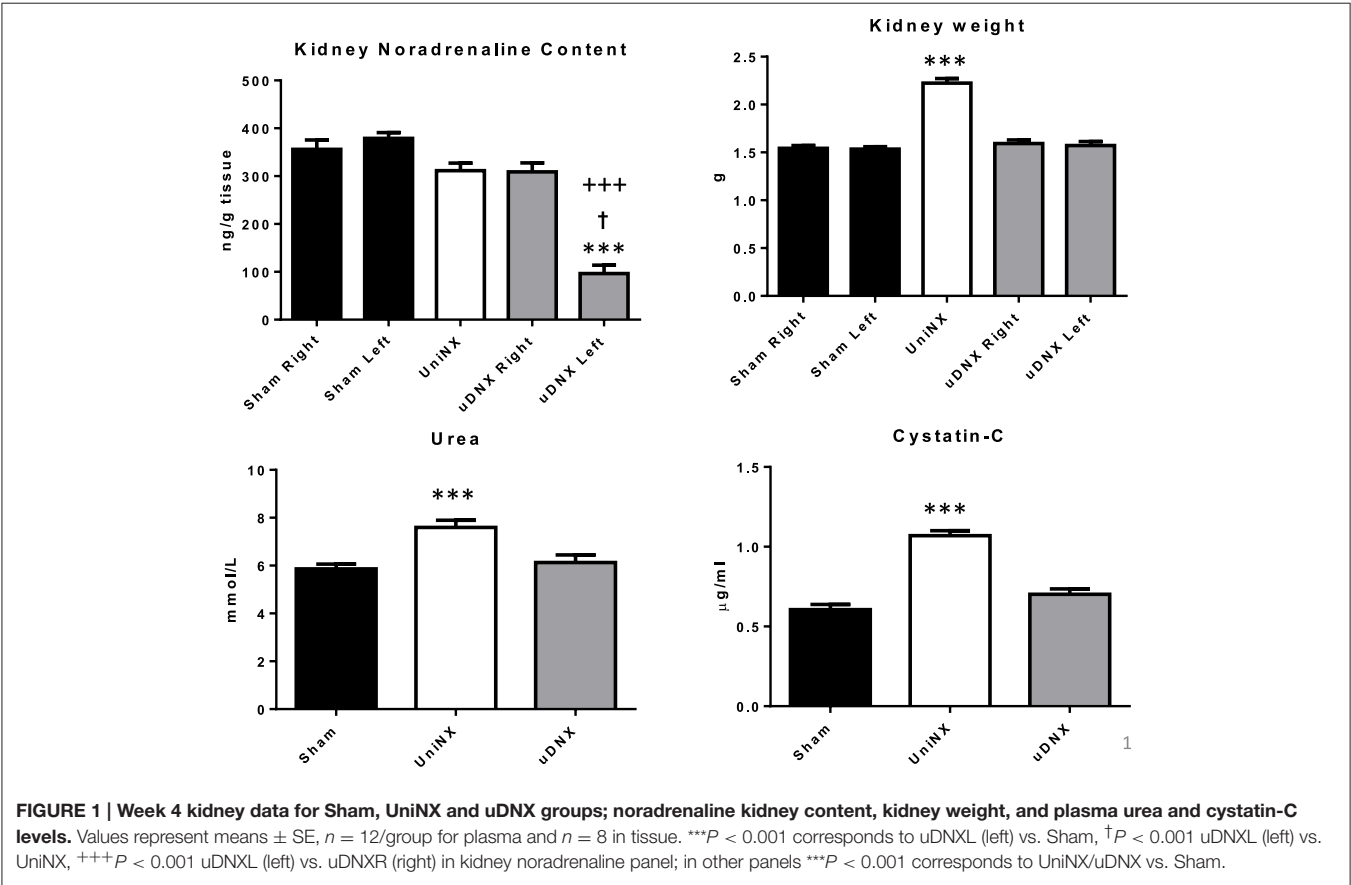 Kidney Noradrenaline Content
500
400
300
200
100
0
ng/g tissue
+++
†
***
Sham Right
Sham Left
UniNX
uDNX Right
uDNX Left
Kidney weight
2.5
2.0
1.5
1.0
0.5
0.0
g
***
Sham Right
Sham Left
UniNX
uDNX Right
uDNX Left
Urea
10
8
6
4
2
0
mmol/L
***
Sham
UniNX
uDNX
Cystatin-C
1.5
1.0
0.5
0.0
µg/ml
***
Sham
UniNX
uDNX
1
FIGURE 1 | Week 4 kidney data for Sham, UniNX and uDNX groups; noradrenaline kidney content, kidney weight, and plasma urea and cystatin-C
levels. Values represent means ± SE, n = 12/group for plasma and n = 8 in tissue. ***P < 0.001 corresponds to uDNXL (left) vs. Sham, †P < 0.001 uDNXL (left) vs.
UniNX, +++P < 0.001 uDNXL (left) vs. uDNXR (right) in kidney noradrenaline panel; in other panels ***P < 0.001 corresponds to UniNX/uDNX vs. Sham.